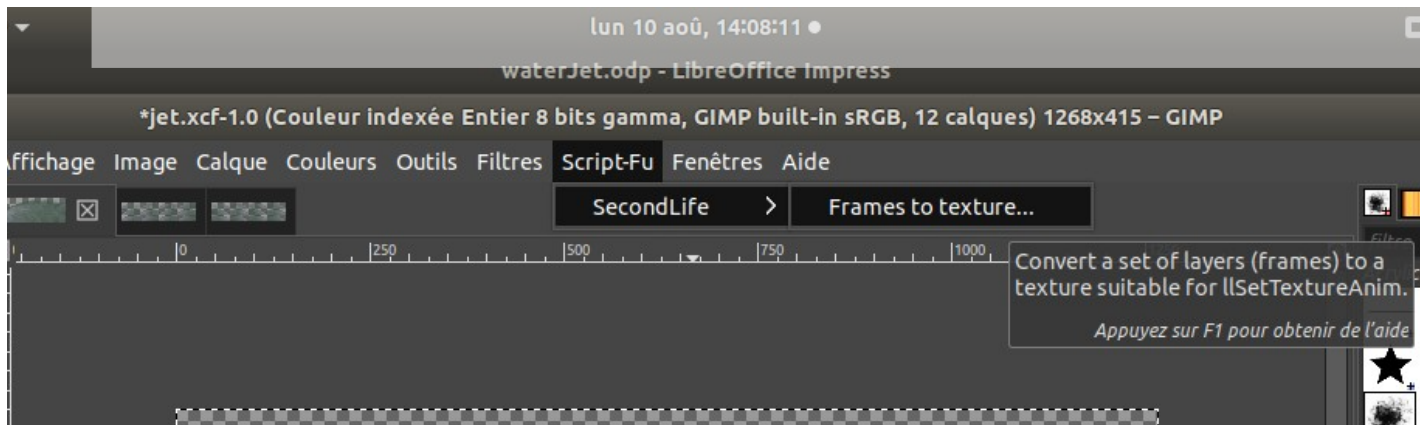 lun 10 aoû, 14:08:11
waterJet.odp - LibreOffice Impress
*jet.xcf-1.0 (Couleur indexée Entier 8 bits gamma, GIMP built-in sRGB, 12 calques) 1268x415 – GIMP
Affichage Image Calque Couleurs Outils Filtres Script-Fu Fenêtres Aide
SecondLife > Frames to texture...
Filtre
0 250 500 750 1000 1250
Convert a set of layers (frames) to a
texture suitable for llSetTextureAnim.
Appuyez sur F1 pour obtenir de l'aide